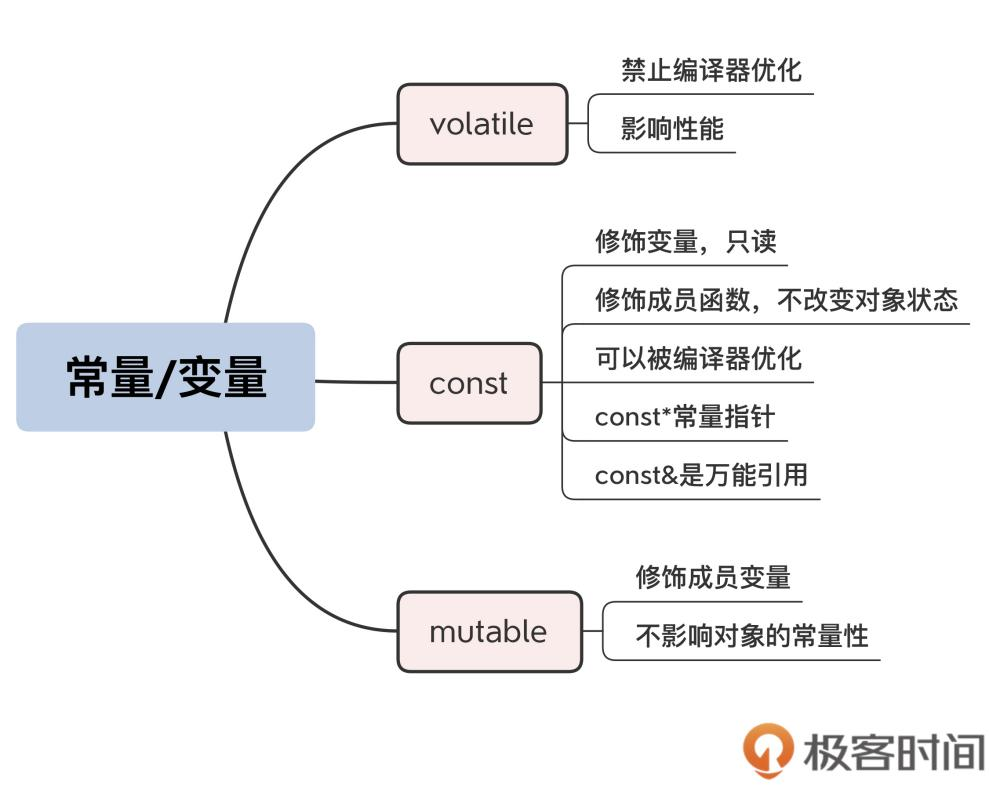 常量/变量
volatile
禁止编译器优化
影响性能
const
修饰变量，只读
修饰成员函数，不改变对象状态
可以被编译器优化
const*常量指针
const&是万能引用
mutable
修饰成员变量
不影响对象的常量性
极客时间